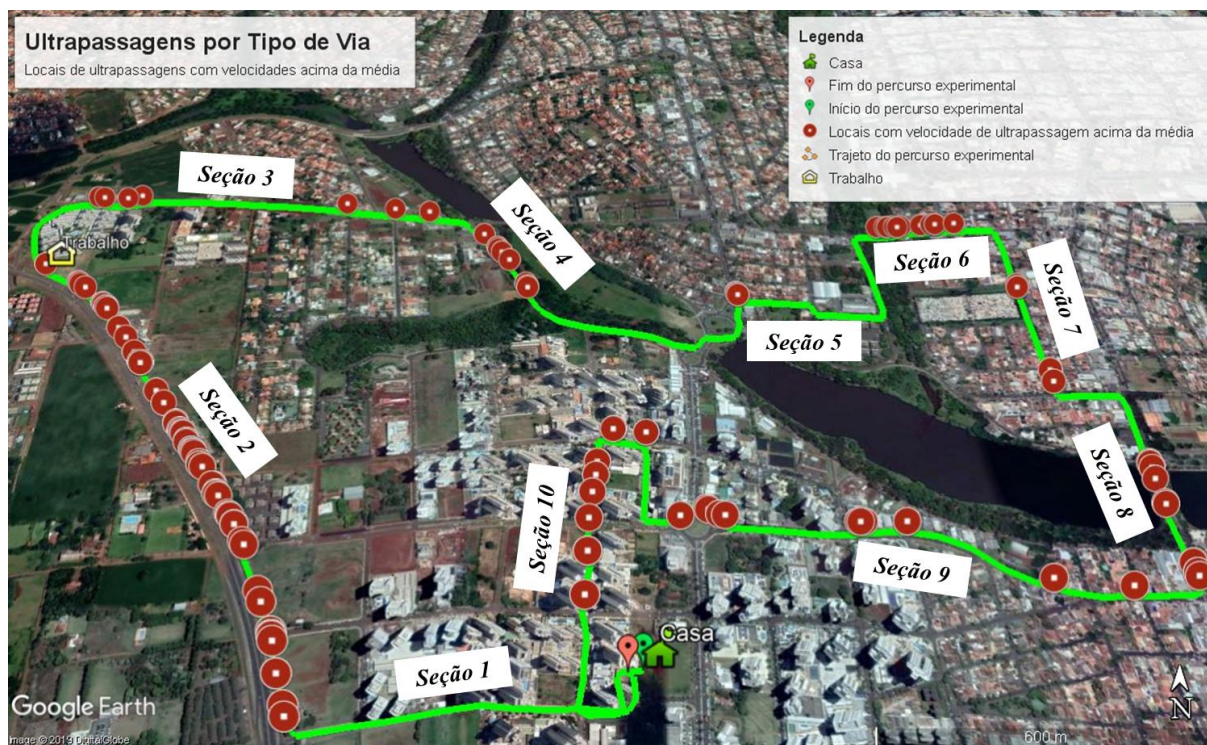 Ultrapassagens por Tipo de Via
Locais de ultrapassagens com velocidades acima da média
Legenda
Casa
Fim do percurso experimental
Início do percurso experimental
Locais com velocidade de ultrapassagem acima da média
Trajeto do percurso experimental
Trabalho
Seção 3
Seção 4
Trabalho
Seção 6
Seção 7
Seção 5
Seção 2
Seção 8
Seção 10
Seção 9
Casa
Seção 1
Google Earth
N
Image © 2019 DigitalGlobe
600 m